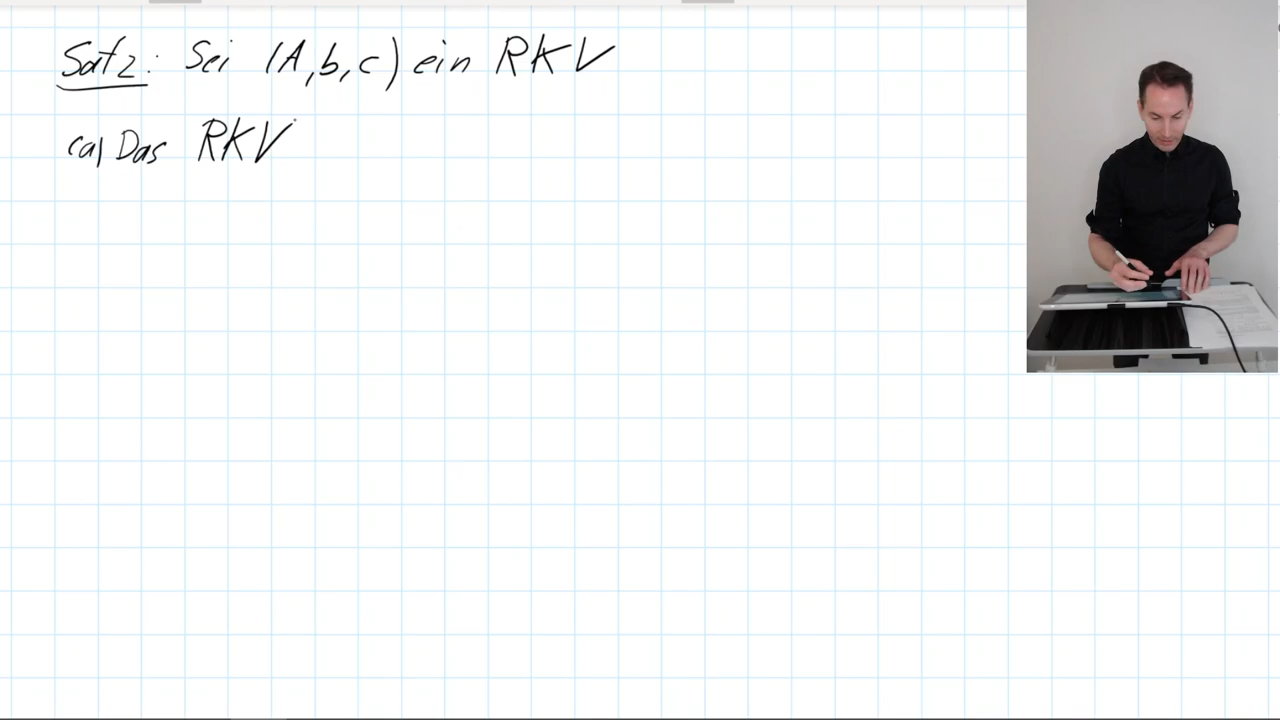 Satz: Sei (A, b, c) ein RKV
(a) Das RKV